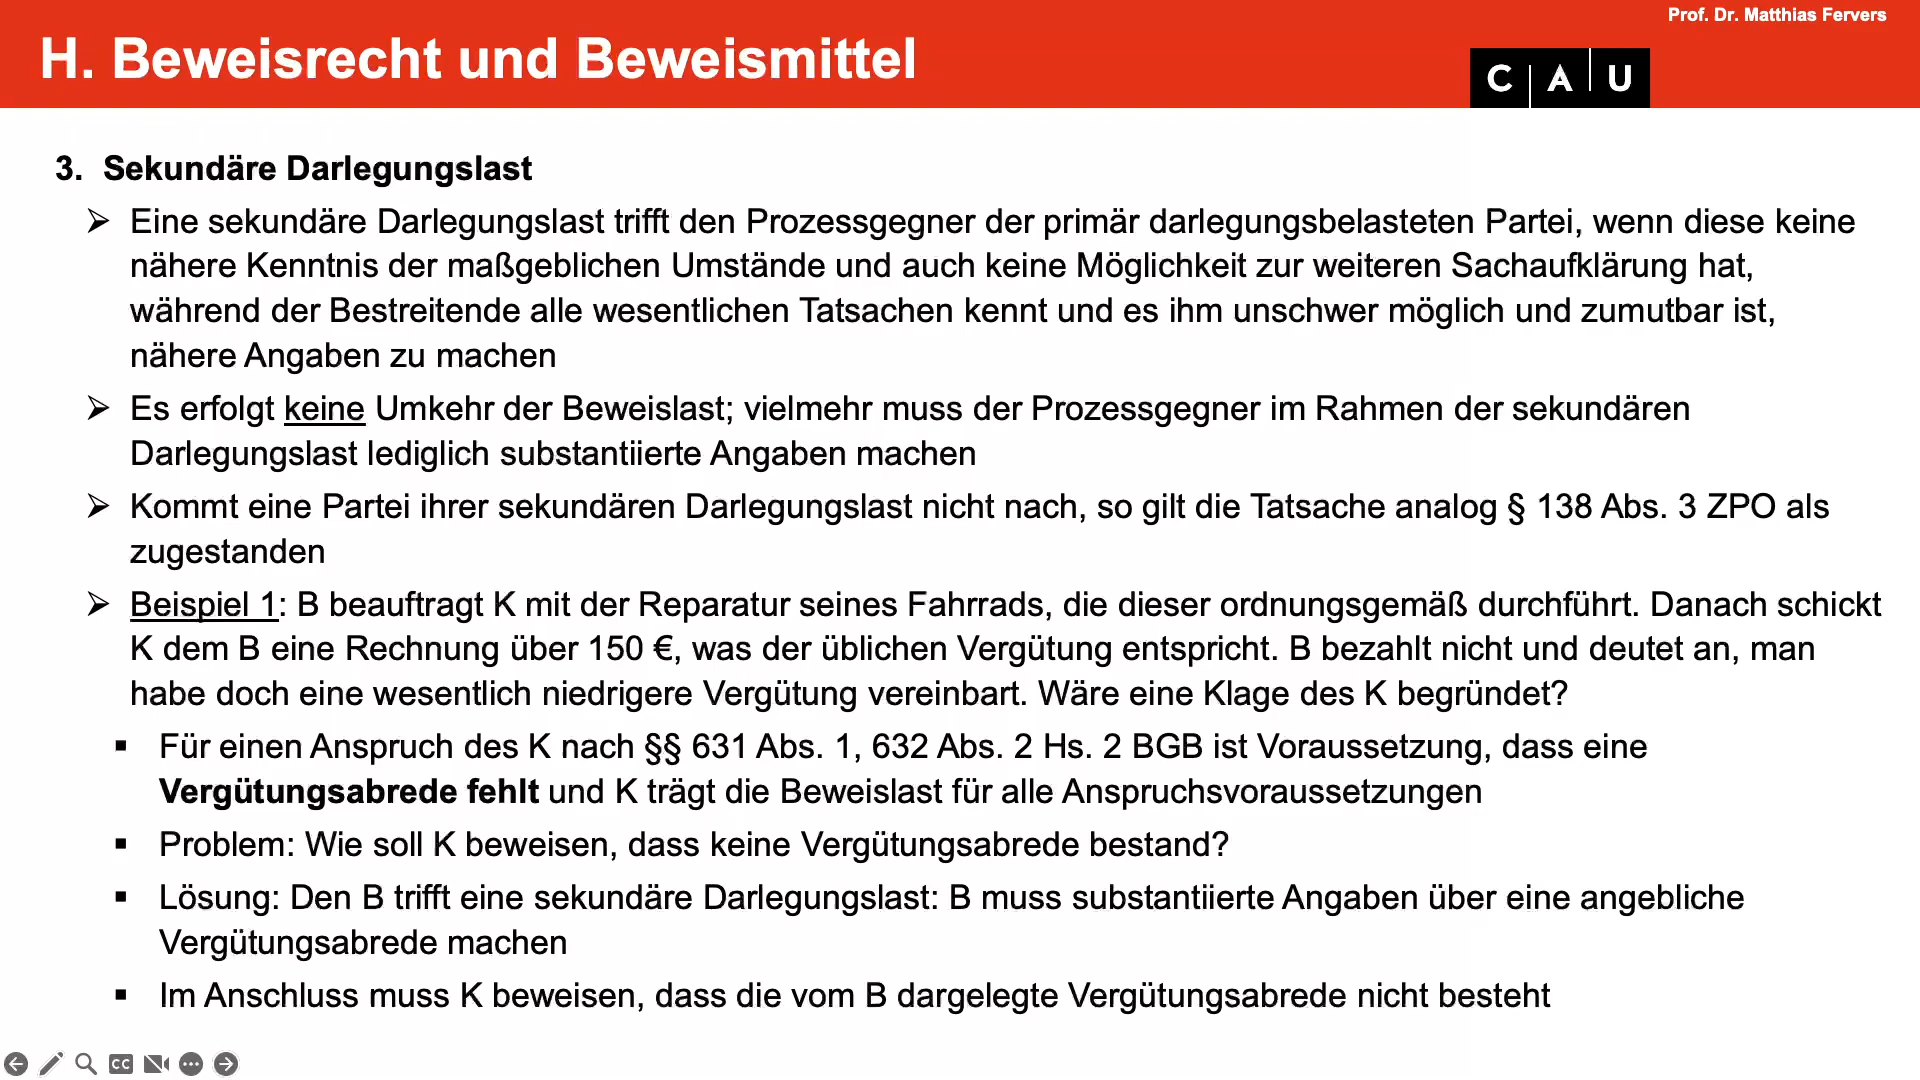 Prof. Dr. Matthias Fervers
H. Beweisrecht und Beweismittel
C A U
3. Sekundäre Darlegungslast
➢ Eine sekundäre Darlegungslast trifft den Prozessgegner der primär darlegungsbelasteten Partei, wenn diese keine
nähere Kenntnis der maßgeblichen Umstände und auch keine Möglichkeit zur weiteren Sachaufklärung hat,
während der Bestreitende alle wesentlichen Tatsachen kennt und es ihm unschwer möglich und zumutbar ist,
nähere Angaben zu machen
➢ Es erfolgt keine Umkehr der Beweislast; vielmehr muss der Prozessgegner im Rahmen der sekundären
Darlegungslast lediglich substantiierte Angaben machen
➢ Kommt eine Partei ihrer sekundären Darlegungslast nicht nach, so gilt die Tatsache analog § 138 Abs. 3 ZPO als
zugestanden
➢ Beispiel 1: B beauftragt K mit der Reparatur seines Fahrrads, die dieser ordnungsgemäß durchführt. Danach schickt
K dem B eine Rechnung über 150 €, was der üblichen Vergütung entspricht. B bezahlt nicht und deutet an, man
habe doch eine wesentlich niedrigere Vergütung vereinbart. Wäre eine Klage des K begründet?
▪ Für einen Anspruch des K nach §§ 631 Abs. 1, 632 Abs. 2 Hs. 2 BGB ist Voraussetzung, dass eine
Vergütungsabrede fehlt und K trägt die Beweislast für alle Anspruchsvoraussetzungen
▪ Problem: Wie soll K beweisen, dass keine Vergütungsabrede bestand?
▪ Lösung: Den B trifft eine sekundäre Darlegungslast: B muss substantiierte Angaben über eine angebliche
Vergütungsabrede machen
▪ Im Anschluss muss K beweisen, dass die vom B dargelegte Vergütungsabrede nicht besteht
CC